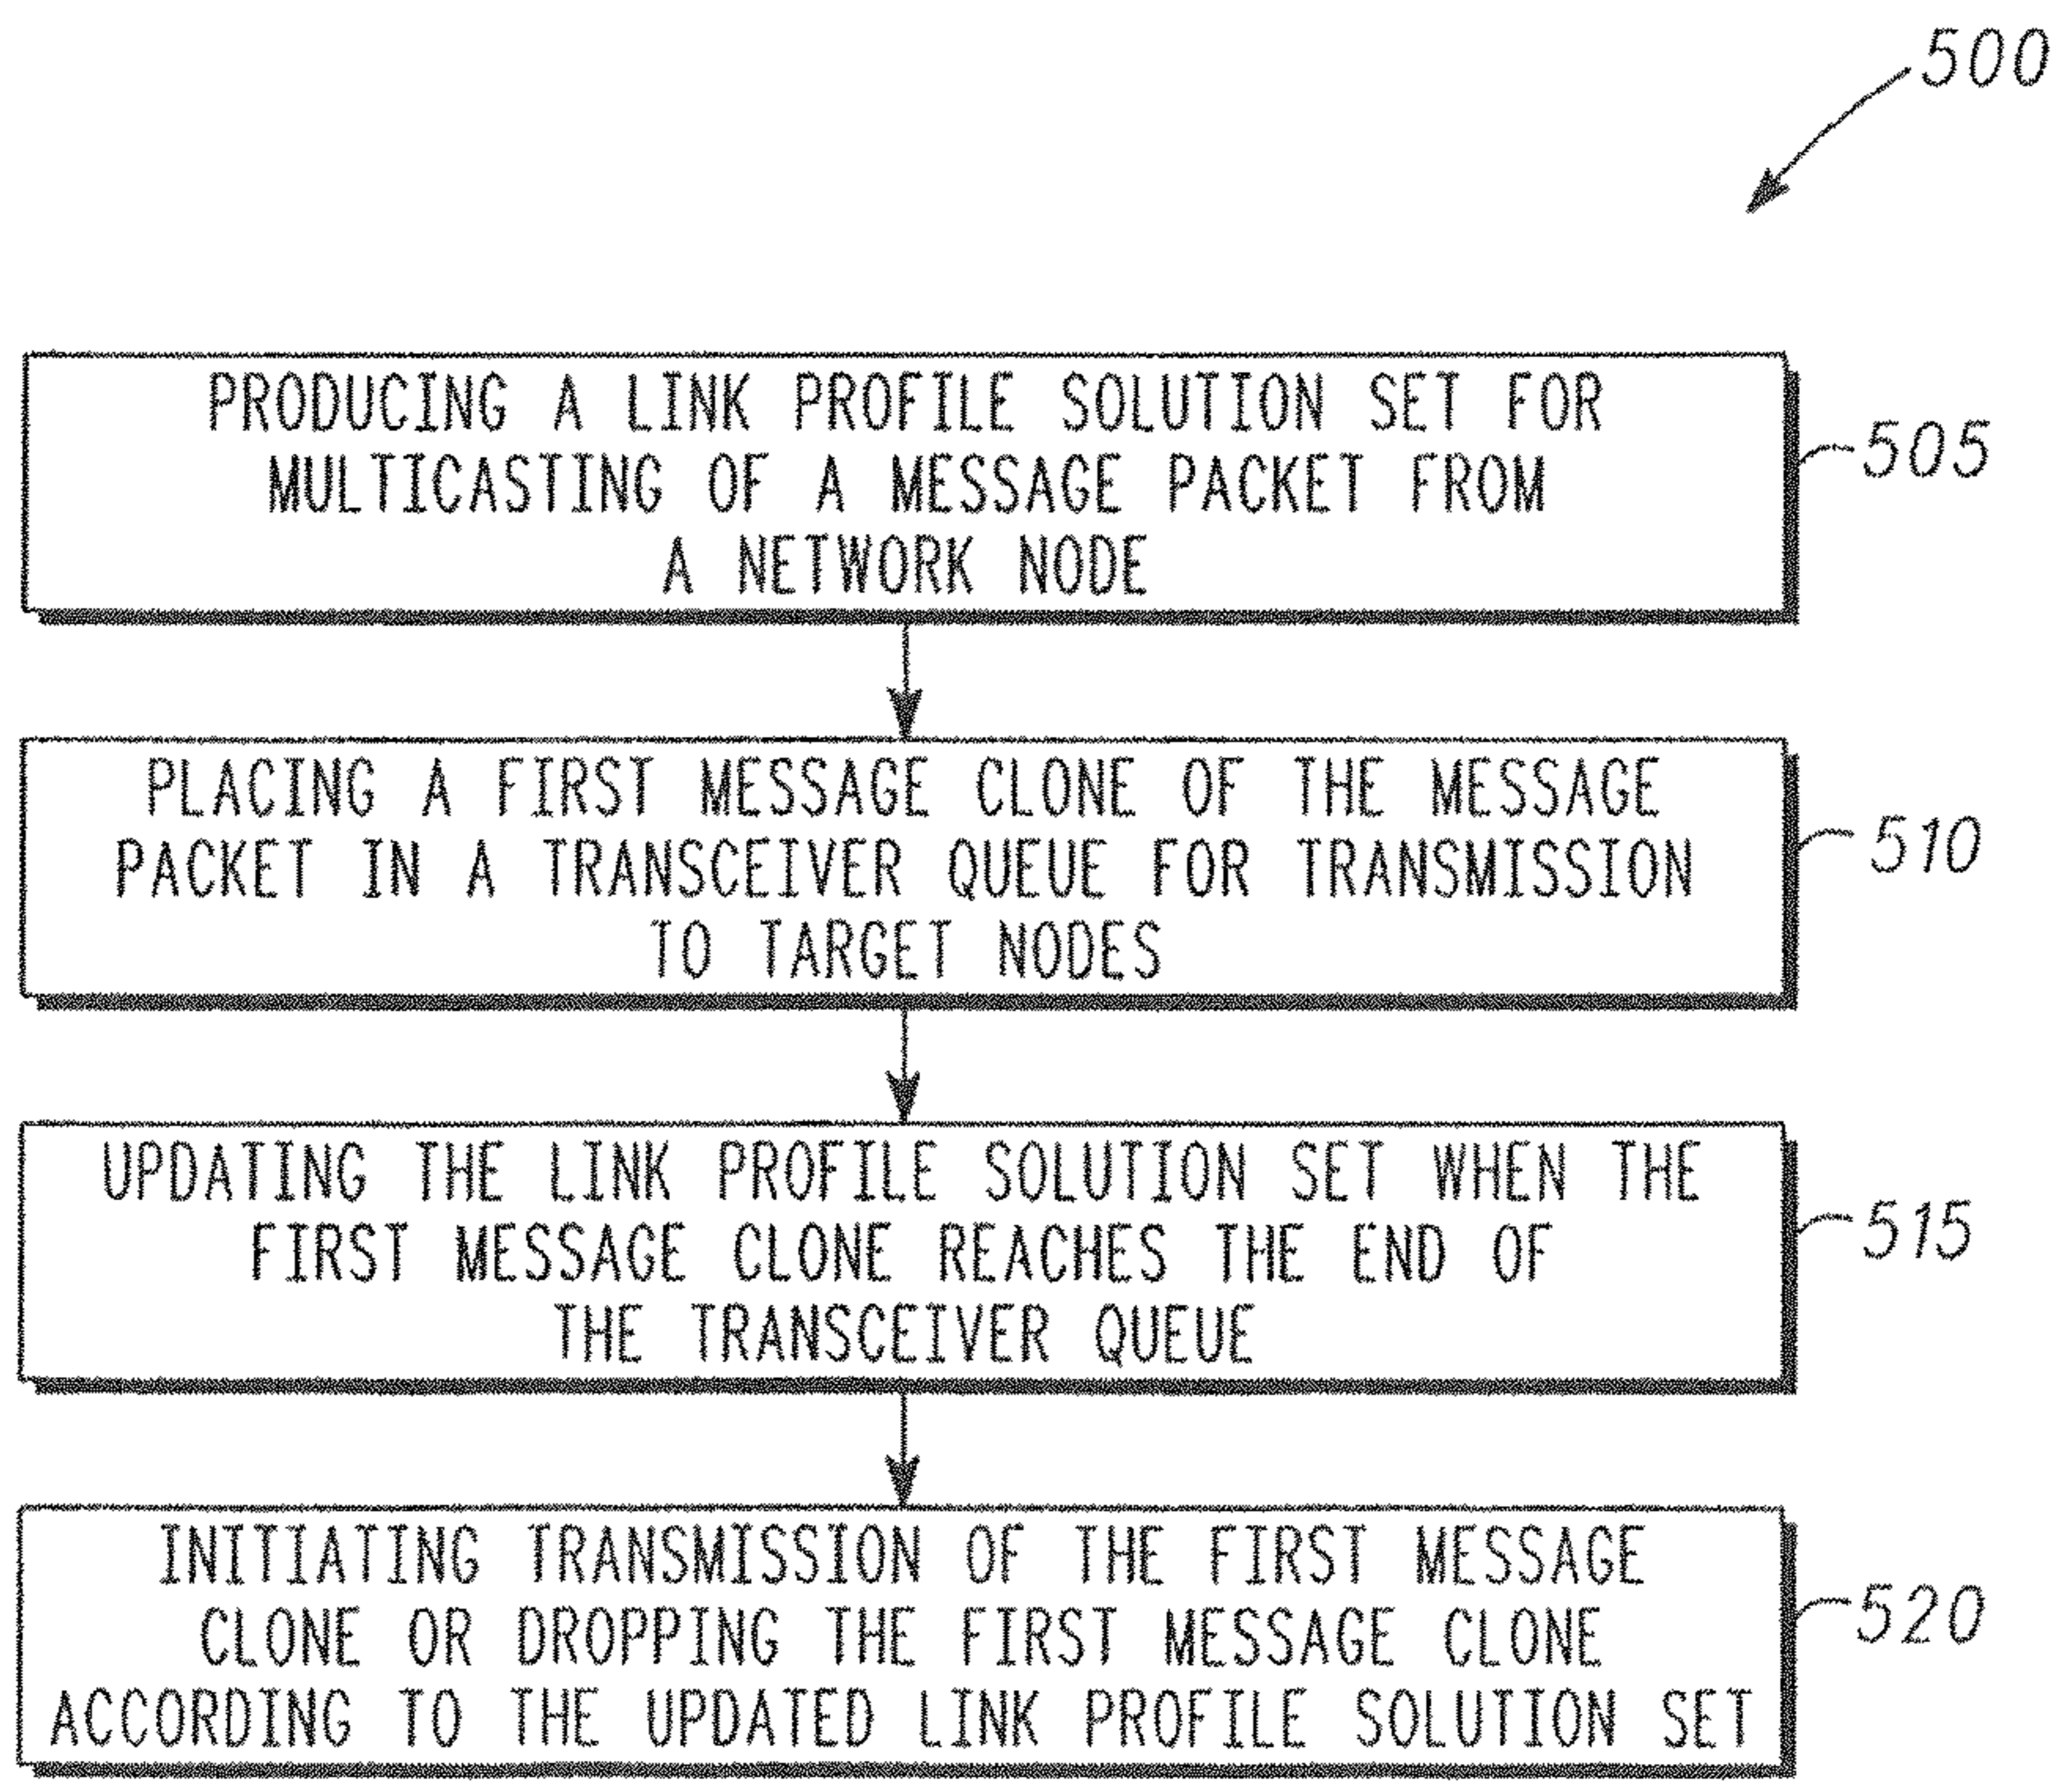 500
PRODUCING A LINK PROFILE SOLUTION SET FOR
MULTICASTING OF A MESSAGE PACKET FROM
A NETWORK NODE
505
PLACING A FIRST MESSAGE CLONE OF THE MESSAGE
PACKET IN A TRANSCEIVER QUEUE FOR TRANSMISSION
TO TARGET NODES
510
UPDATING THE LINK PROFILE SOLUTION SET WHEN THE
FIRST MESSAGE CLONE REACHES THE END OF
THE TRANSCEIVER QUEUE
515
INITIATING TRANSMISSION OF THE FIRST MESSAGE
CLONE OR DROPPING THE FIRST MESSAGE CLONE
ACCORDING TO THE UPDATED LINK PROFILE SOLUTION SET
520